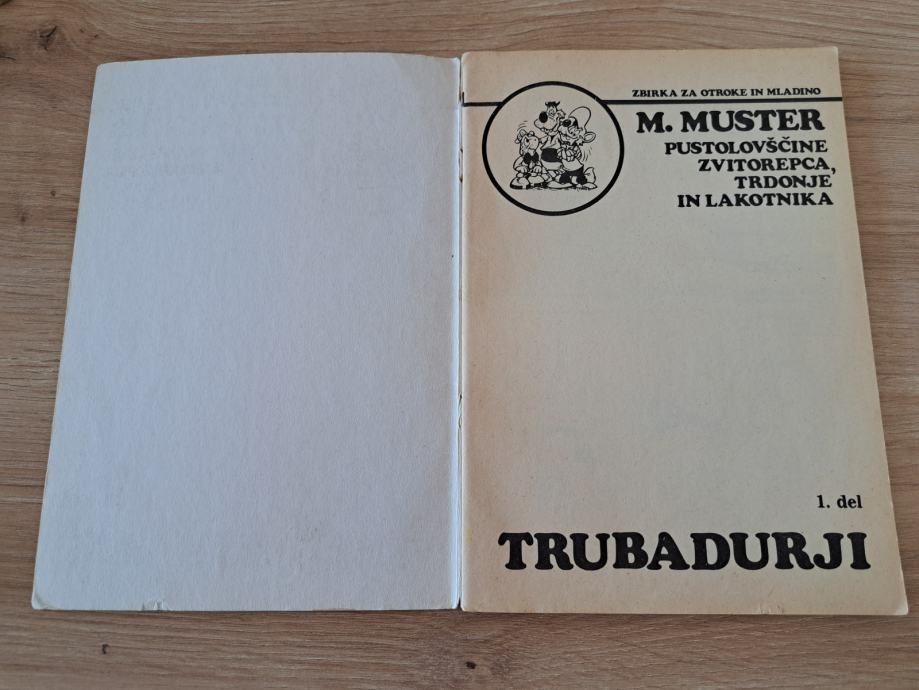 ZBIRKA ZA OTROKE IN MLADINO
M. MUSTER
PUSTOLOVŠČINE
ZVITOREPCA,
TRDONJE
IN LAKOTNIKA
1. del
TRUBADURJI